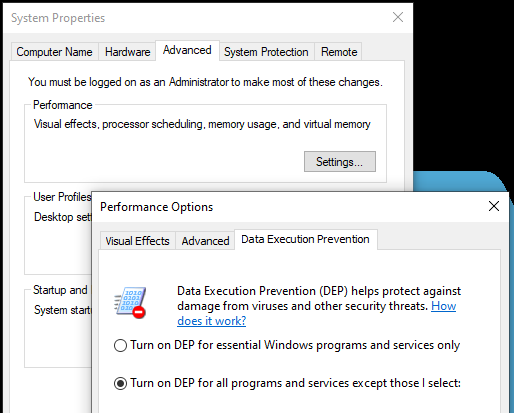 System Properties
Computer Name Hardware Advanced System Protection Remote
You must be logged on as an Administrator to make most of these changes.
Performance
Visual effects, processor scheduling, memory usage, and virtual memory
Settings...
User Profiles
Desktop sett
Startup and
System start
Performance Options
Visual Effects Advanced Data Execution Prevention
Data Execution Prevention (DEP) helps protect against
damage from viruses and other security threats. How
does it work?
Turn on DEP for essential Windows programs and services only
Turn on DEP for all programs and services except those I select: